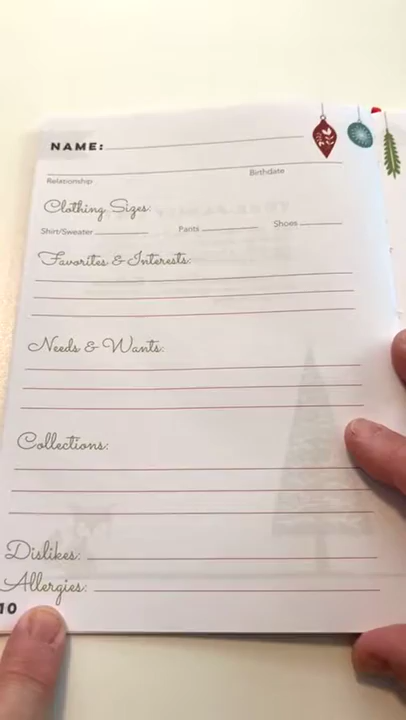 NAME:
Relationship Birthdate
Clothing Sizes:
Shirt/Sweater Pants Shoes
Favorites & Interests:
Needs & Wants:
Collections:
Dislikes:
Allergies:
10